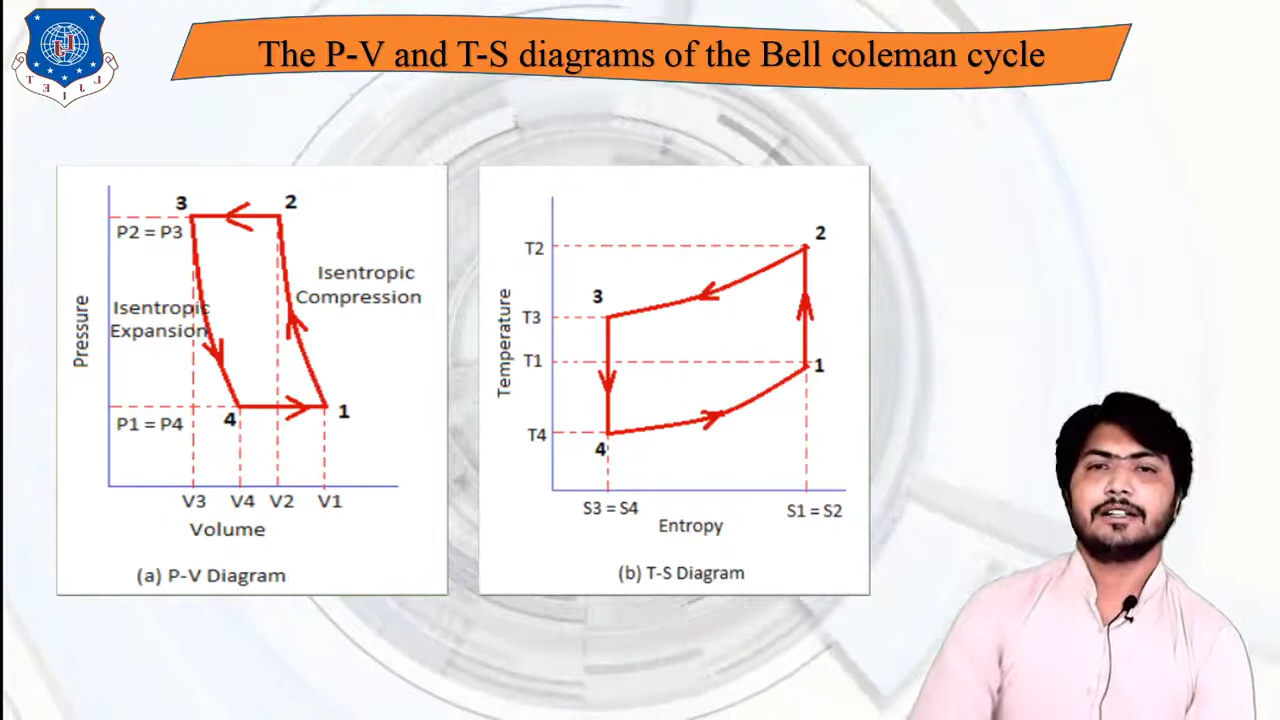 The P-V and T-S diagrams of the Bell coleman cycle
3
2
P2 = P3
Isentropic
Compression
Isentropic
Expansion
Pressure
P1 = P4
4
1
V3
V4
V2
V1
Volume
(a) P-V Diagram
2
T2
3
T3
T1
1
T4
4
Temperature
S3 = S4
S1 = S2
Entropy
(b) T-S Diagram